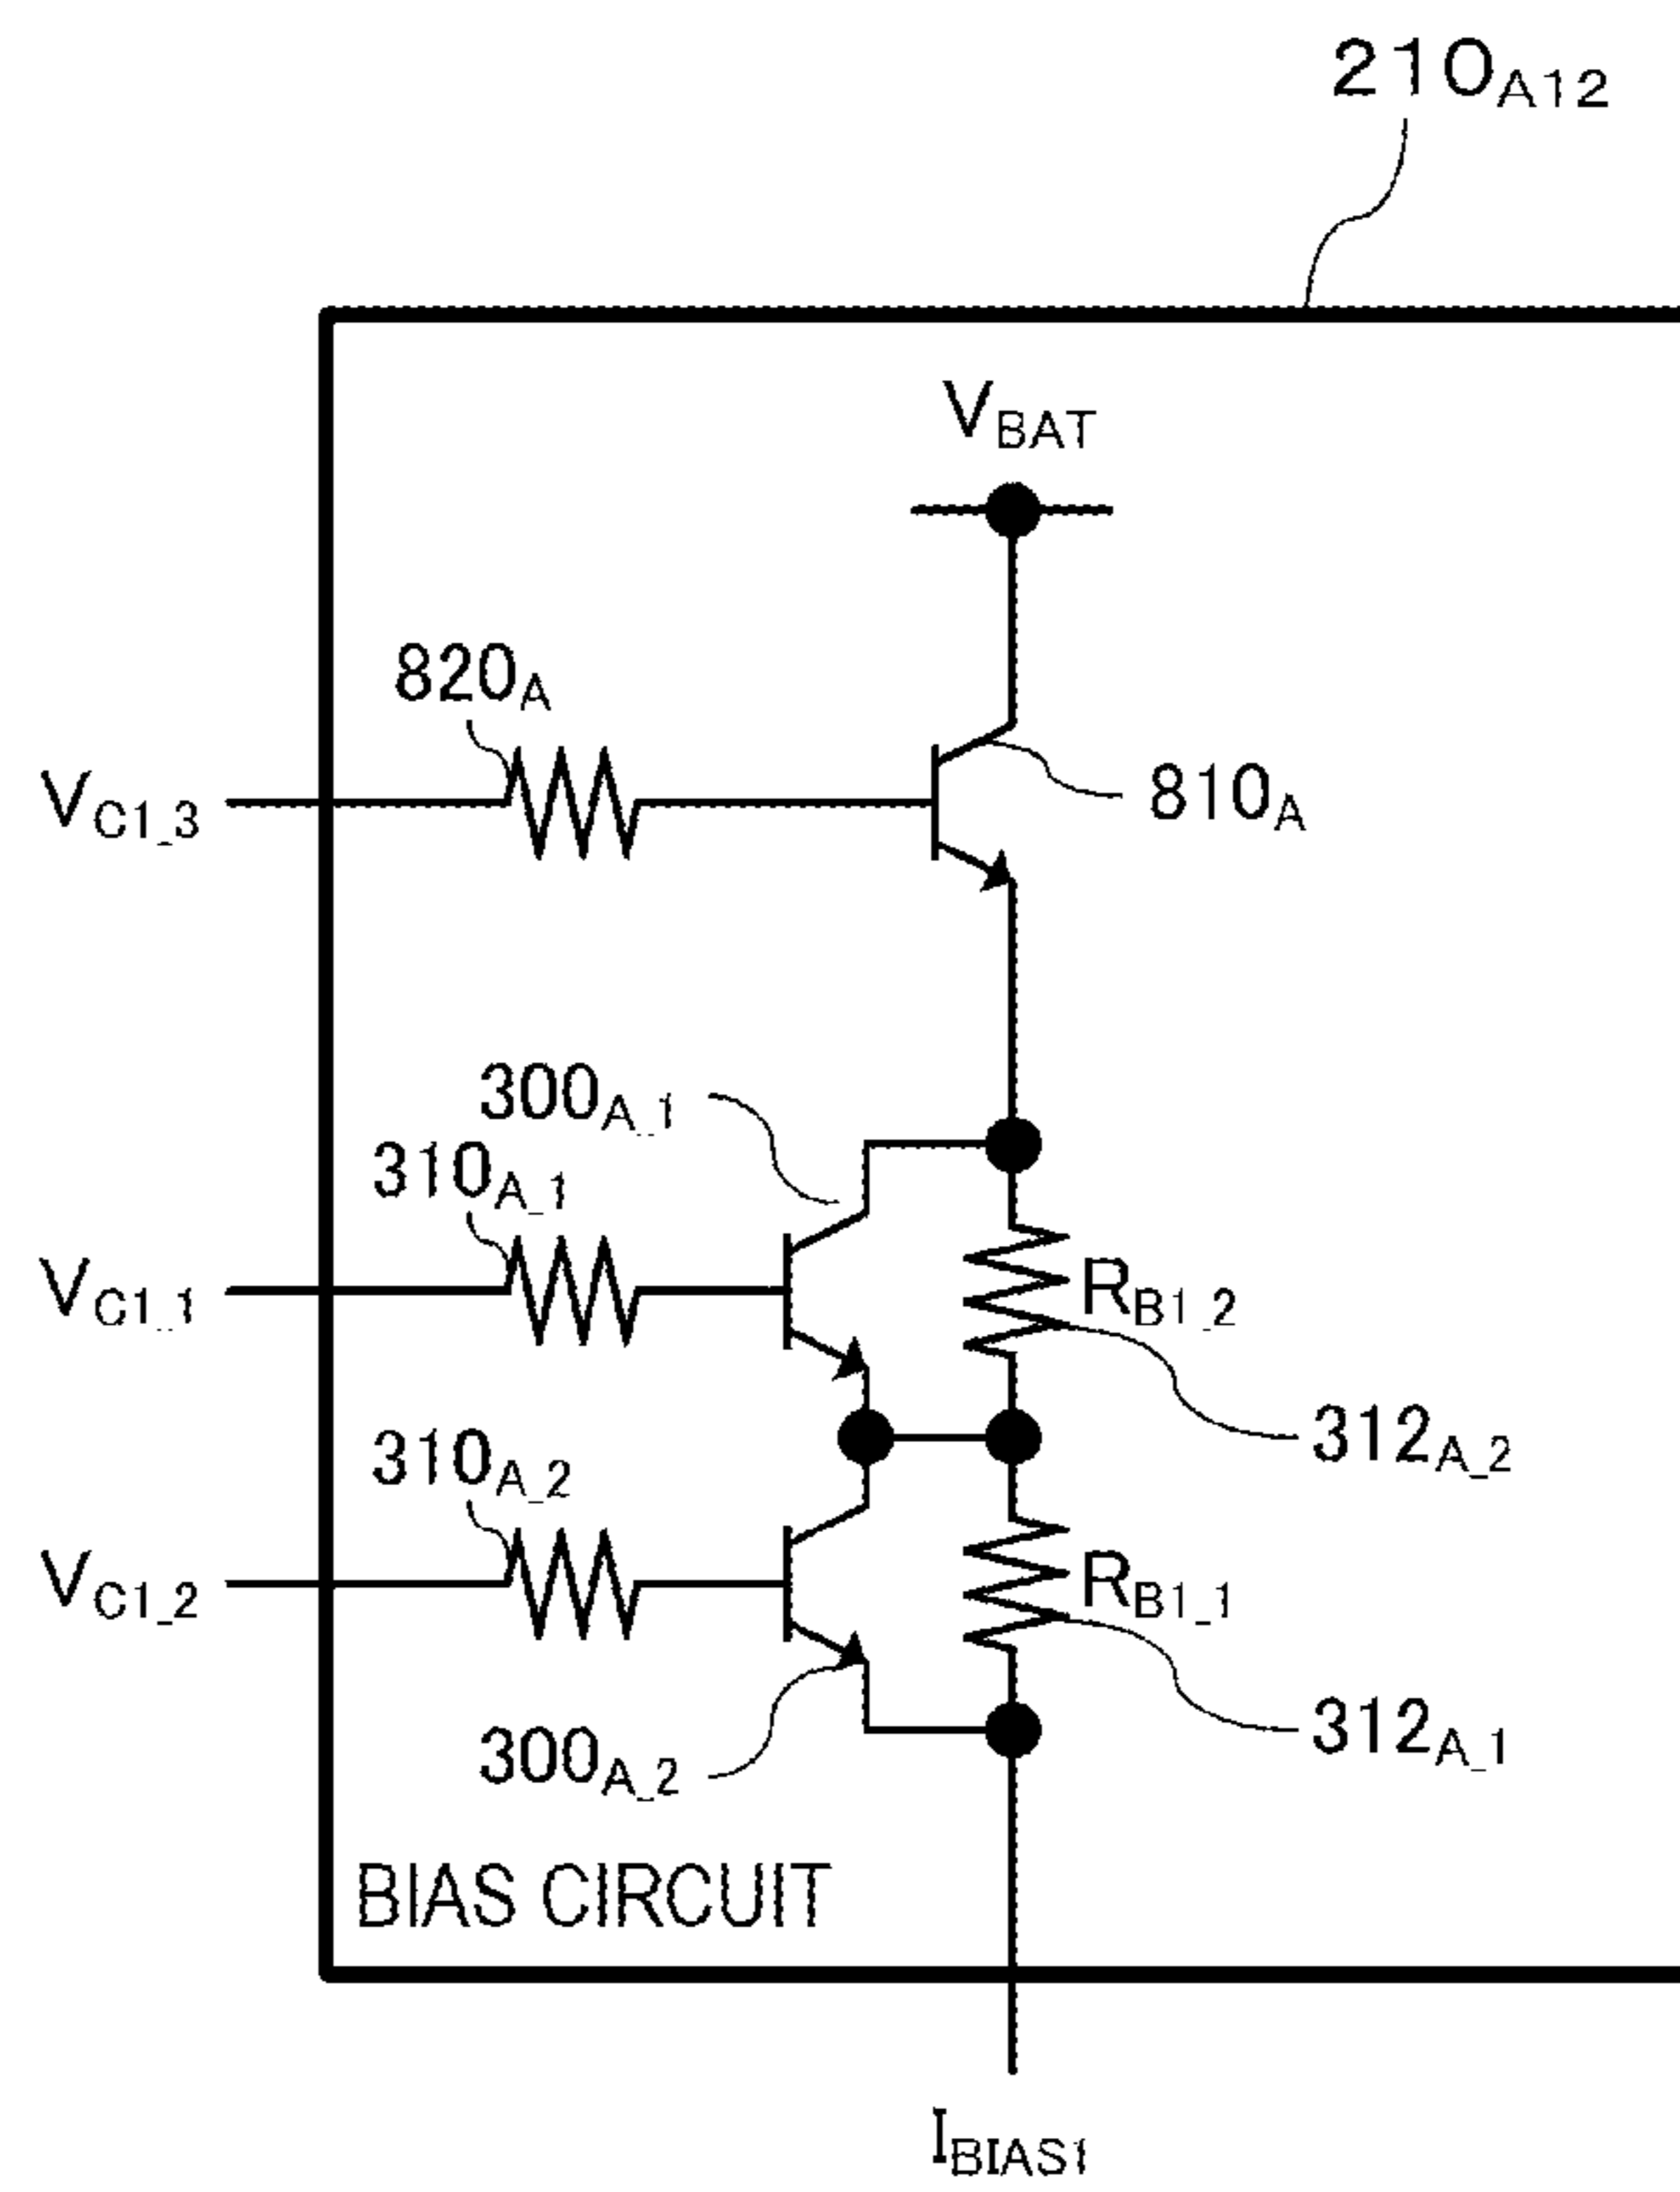 210A12
VBAT
820A
VC1_3
810A
300A_1
310A_1
VC1_1
RB1_2
312A_2
310A_2
VC1_2
RB1_1
312A_1
300A_2
BIAS CIRCUIT
IBIAS1